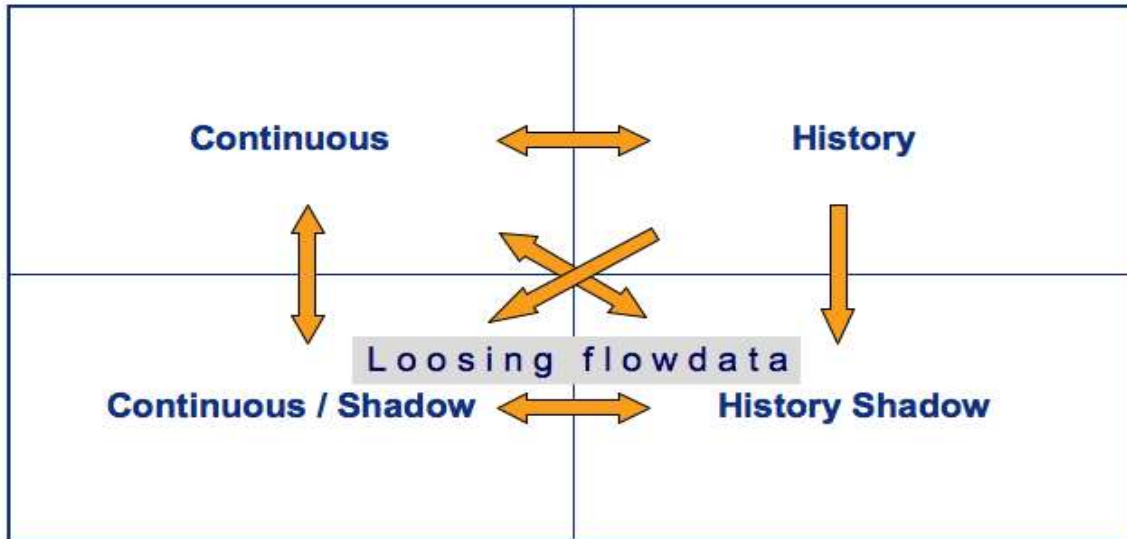 Continuous
History
Loosing flowdata
Continuous / Shadow
History Shadow